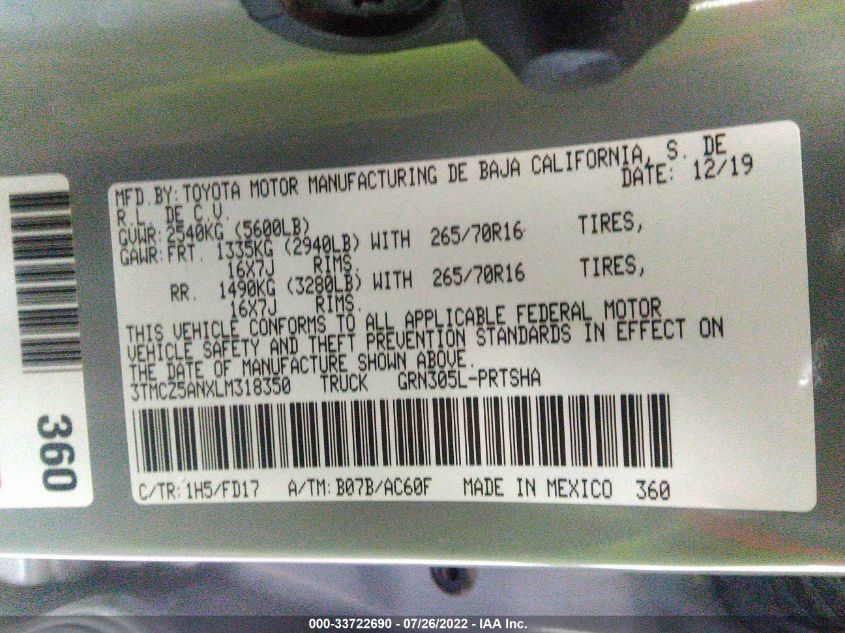 MFD.BY:TOYOTA MOTOR MANUFACTURING DE BAJA CALIFORNIA, S. DE
R.L. DE C.V. DATE: 12/19
GVWR:2540KG (5600LB)
GAWR:FRT. 1335KG (2940LB) WITH 265/70R16 TIRES,
16X7J RIMS.
RR. 1490KG (3280LB) WITH 265/70R16 TIRES,
16X7J RIMS.
THIS VEHICLE CONFORMS TO ALL APPLICABLE FEDERAL MOTOR
VEHICLE SAFETY AND THEFT PREVENTION STANDARDS IN EFFECT ON
THE DATE OF MANUFACTURE SHOWN ABOVE.
3TMCZ5ANXLM318350 TRUCK GRN305L-PRTSHA
C/TR:1H5/FD17 A/TM:B07B/AC60F MADE IN MEXICO 360
360
000-33722690 - 07/26/2022 - IAA Inc.